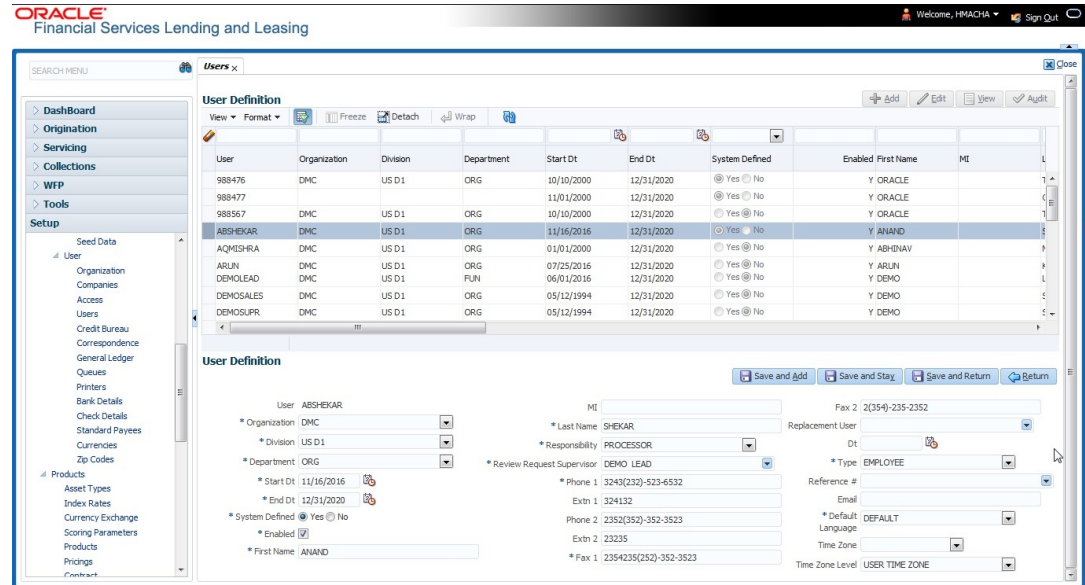 ORACLE®
Financial Services Lending and Leasing
Welcome, HMACHA
Sign Out
SEARCH MENU
Users
Close
DashBoard
Origination
Servicing
Collections
WFP
Tools
Setup
Seed Data
User
Organization
Companies
Access
Users
Credit Bureau
Correspondence
General Ledger
Queues
Printers
Bank Details
Check Details
Standard Payees
Currencies
Zip Codes
Products
Asset Types
Index Rates
Currency Exchange
Scoring Parameters
Products
Pricings
Contract
User Definition
Add Edit View Audit
View Format Freeze Detach Wrap
User Organization Division Department Start Dt End Dt System Defined Enabled First Name MI L
988476 DMC US D1 ORG 10/10/2000 12/31/2020 Yes No Y ORACLE T
988477 11/01/2000 12/31/2020 Yes No Y ORACLE
988567 DMC US D1 ORG 10/10/2000 12/31/2020 Yes No Y ORACLE T
ABSHEKAR DMC US D1 ORG 11/16/2016 12/31/2020 Yes No Y ANAND S
AQMISHRA DMC US D1 ORG 01/01/2000 12/31/2020 Yes No Y ABHINAV
ARUN DMC US D1 ORG 07/25/2016 12/31/2020 Yes No Y ARUN
DEMOLEAD DMC US D1 FUN 06/01/2016 12/31/2020 Yes No Y DEMO L
DEMOSALES DMC US D1 ORG 05/12/1994 12/31/2020 Yes No Y DEMO S
DEMOSUPR DMC US D1 ORG 05/12/1994 12/31/2020 Yes No Y DEMO S
User Definition
Save and Add Save and Stay Save and Return Return
User ABSHEKAR
* Organization DMC
* Division US D1
* Department ORG
* Start Dt 11/16/2016
* End Dt 12/31/2020
* System Defined Yes No
* Enabled
* First Name ANAND
MI
* Last Name SHEKAR
* Responsibility PROCESSOR
* Review Request Supervisor DEMO LEAD
* Phone 1 3243(232)-523-6532
Extn 1 324132
Phone 2 2352(352)-352-3523
Extn 2 23235
* Fax 1 2354235(252)-352-3523
Fax 2 2(354)-235-2352
Replacement User
Dt
* Type EMPLOYEE
Reference #
Email
* Default Language DEFAULT
Time Zone
Time Zone Level USER TIME ZONE